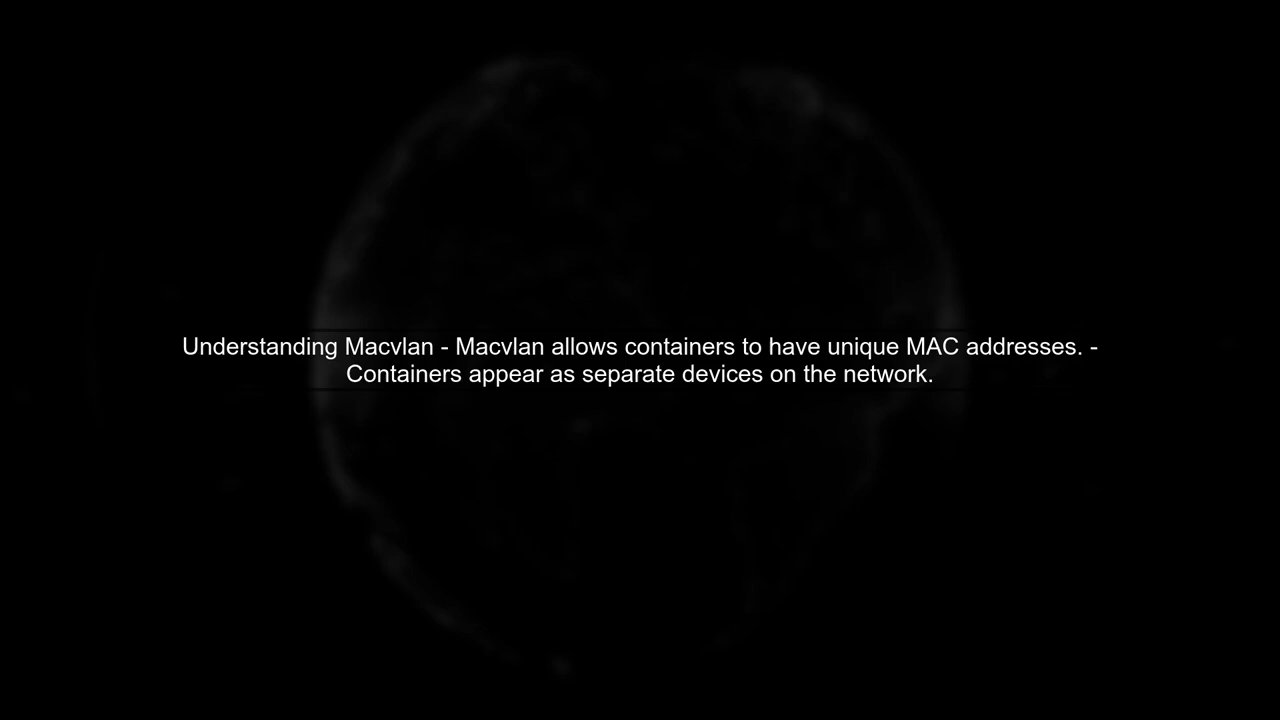 Understanding Macvlan - Macvlan allows containers to have unique MAC addresses. -
Containers appear as separate devices on the network.